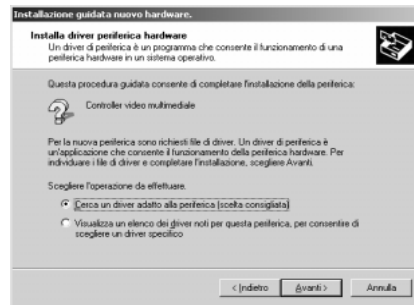 Installazione guidata nuovo hardware.
Installa driver periferica hardware
Un driver di periferica è un programma che consente il funzionamento di una
periferica hardware in un sistema operativo.
Questa procedura guidata consente di completare l'installazione della periferica:
Controller video multimediale
Per la nuova periferica sono richiesti file di driver. Un driver di periferica è
un'applicazione che consente il funzionamento della periferica hardware. Per
individuare i file di driver e completare l'installazione, scegliere Avanti.
Scegliere l'operazione da effettuare.
Cerca un driver adatto alla periferica (scelta consigliata)
Visualizza un elenco dei driver noti per questa periferica, per consentire di
scegliere un driver specifico
< Indietro Avanti > Annulla